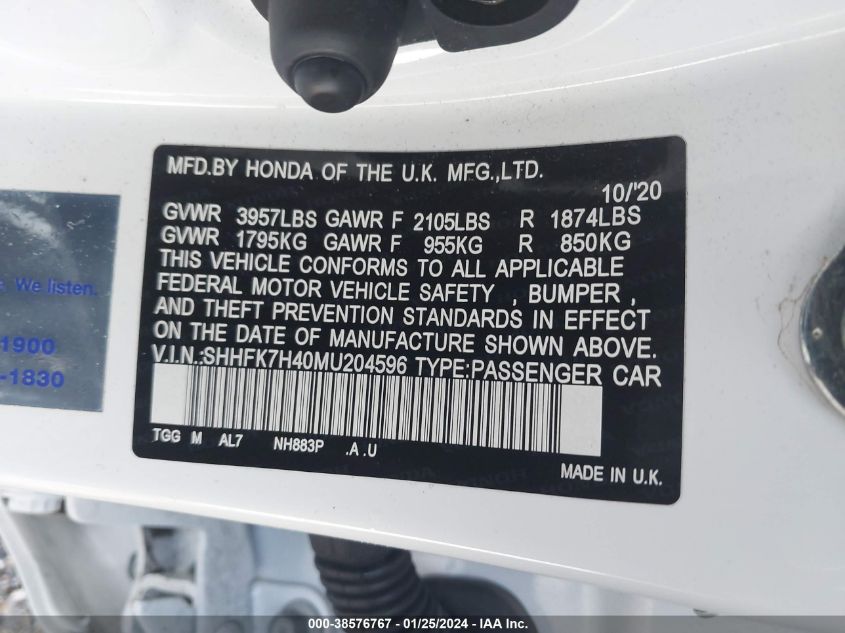 MFD.BY HONDA OF THE U.K. MFG.,LTD.
10/'20
GVWR 3957LBS GAWR F 2105LBS R 1874LBS
GVWR 1795KG GAWR F 955KG R 850KG
THIS VEHICLE CONFORMS TO ALL APPLICABLE
FEDERAL MOTOR VEHICLE SAFETY , BUMPER ,
AND THEFT PREVENTION STANDARDS IN EFFECT
ON THE DATE OF MANUFACTURE SHOWN ABOVE.
V.I.N.:SHHFK7H40MU204596 TYPE:PASSENGER CAR
TGG M AL7 NH883P .A .U
MADE IN U.K.
We listen.
1900
-1830
000-38576767 / 01/25/2024 - IAA Inc.